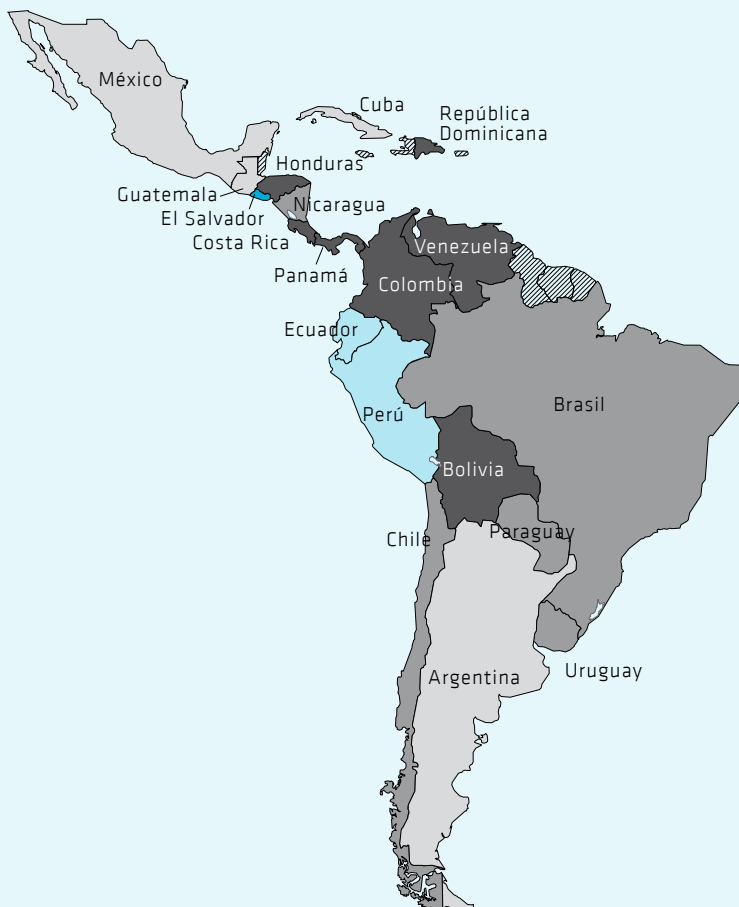 México
Cuba
República
Dominicana
Honduras
Guatemala
Nicaragua
El Salvador
Costa Rica
Venezuela
Panamá
Colombia
Ecuador
Brasil
Perú
Bolivia
Paraguay
Chile
Uruguay
Argentina